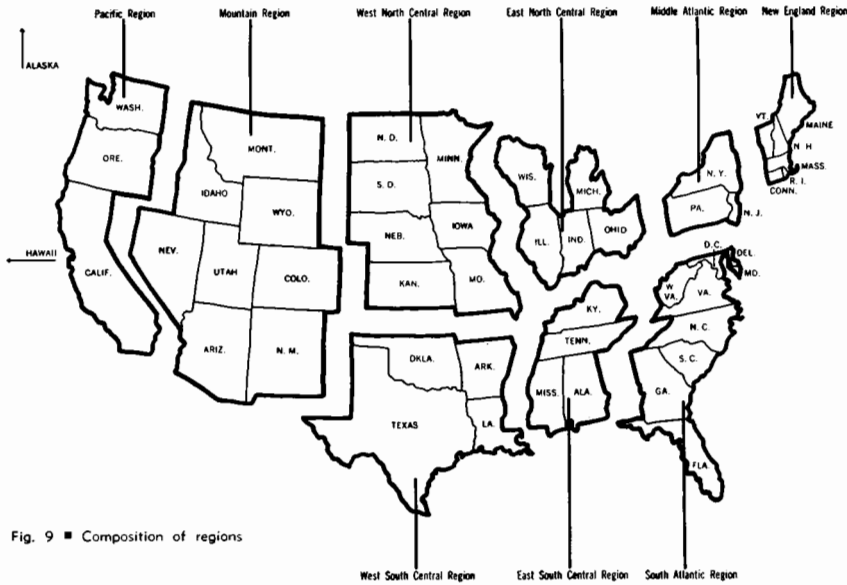 Pacific Region
Mountain Region
West North Central Region
East North Central Region
Middle Atlantic Region
New England Region
ALASKA
WASH.
ORE.
HAWAII
CALIF.
MONT.
IDAHO
WYO.
NEV.
UTAH
COLO.
ARIZ.
N.M.
N.D.
MINN.
S.D.
IOWA
NEB.
KAN.
MO.
WIS.
MICH.
ILL.
IND.
OHIO
N.Y.
PA.
N.J.
VT.
MAINE
N H
MASS.
R.I.
CONN.
D.C.
DEL.
MD.
W.
VA.
VA.
N.C.
S.C.
GA.
FLA.
KY.
TENN.
MISS.
ALA.
OKLA.
ARK.
TEXAS
LA.
Fig. 9 ■ Composition of regions
West South Central Region
East South Central Region
South Atlantic Region